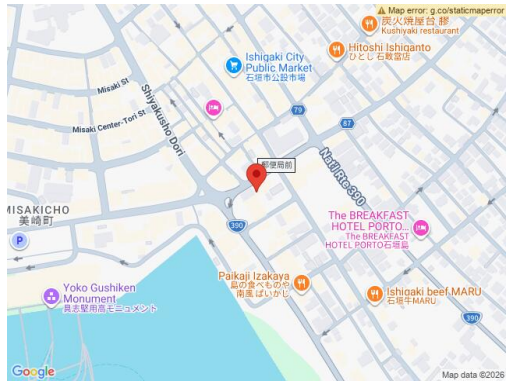 Map error: g.co/staticmaperror
炭火焼屋台 膠
Kushiyaki restaurant
Hitoshi Ishiganto
ひとし 石敢當店
Ishigaki City
Public Market
石垣市公設市場
Misaki St
79
87
Shiyakusho Dori
Misaki Center-Tori St
Nat'l Rte 390
郵便局前
MISAKICHO
美崎町
The BREAKFAST
HOTEL PORTO...
The BREAKFAST
HOTEL PORTO石垣島
P
390
Paikaji Izakaya
島の食べものや
南風 ぱいかじ
Yoko Gushiken
Monument
具志堅用高モニュメント
Ishigaki beef.MARU
石垣牛MARU
390
Google
Map data ©2026